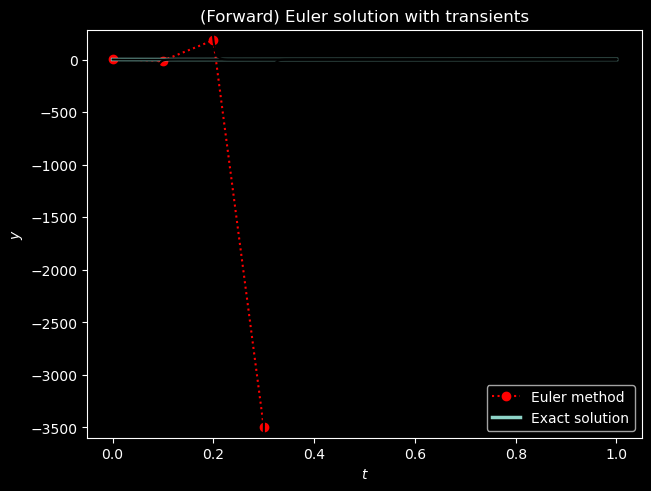 (Forward) Euler solution with transients
0
−500
−1000
−1500
−2000
−2500
−3000
−3500
y
0.0 0.2 0.4 0.6 0.8 1.0
t
Euler method
Exact solution